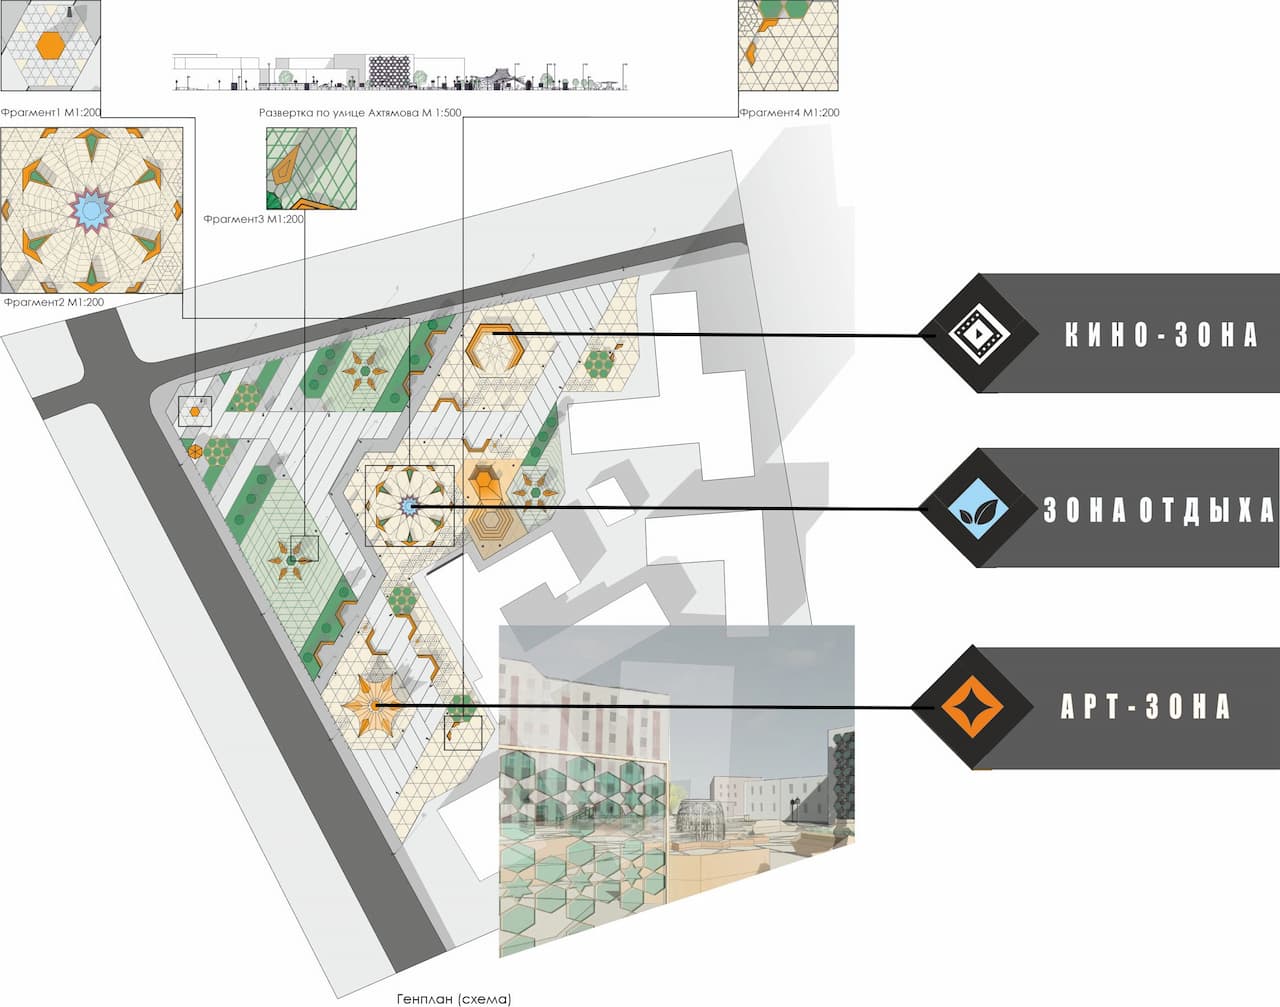 Фрагмент1 М1:200
Развертка по улице Ахтямова М 1:500
Фрагмент4 М1:200
Фрагмент3 М1:200
Фрагмент2 М1:200
КИНО-ЗОНА
ЗОНА ОТДЫХА
АРТ-ЗОНА
Генплан (схема)